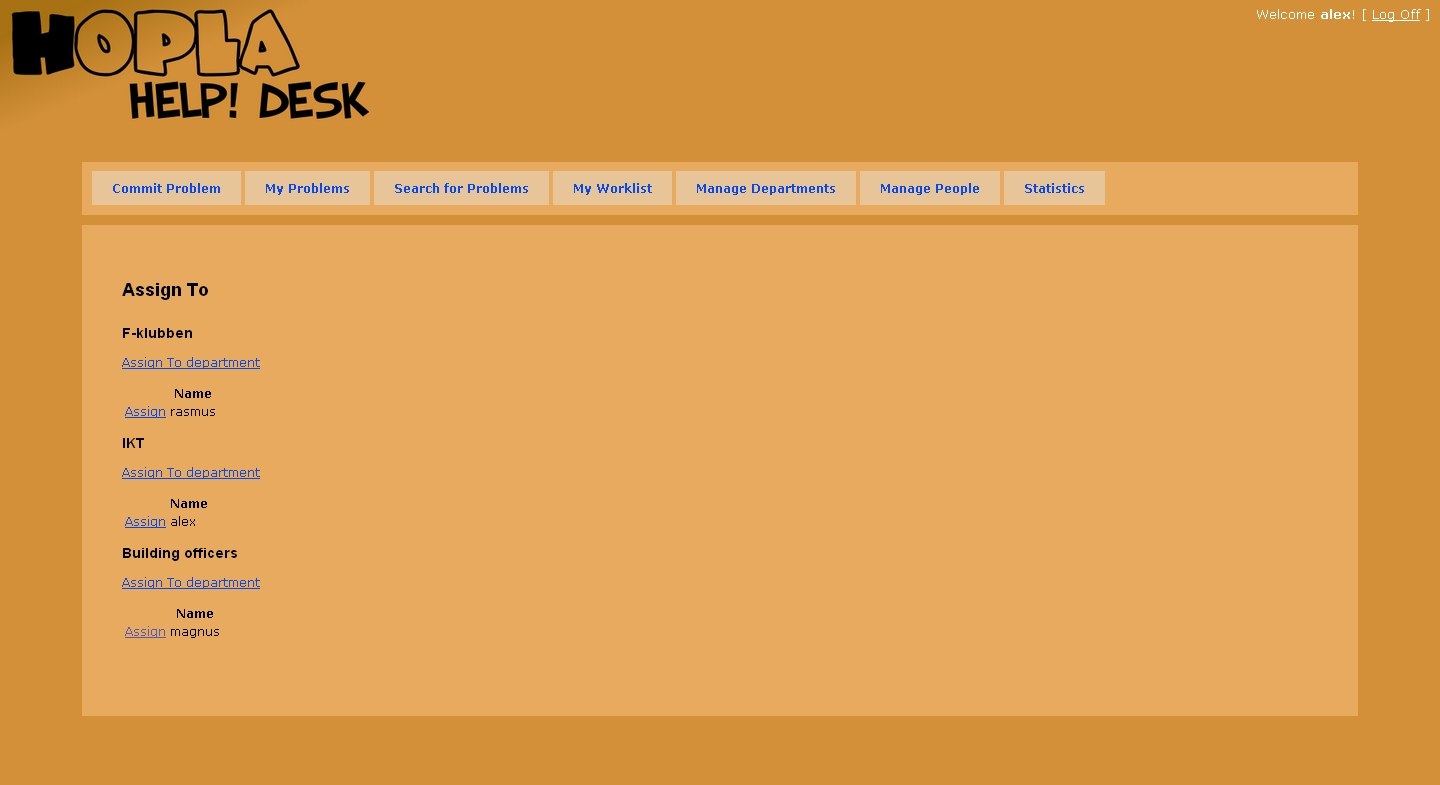 HOPLA
HELP! DESK
Welcome alex! [ Log Off ]
Commit Problem My Problems Search for Problems My Worklist Manage Departments Manage People Statistics
Assign To
F-klubben
Assign To department
Name
Assign rasmus
IKT
Assign To department
Name
Assign alex
Building officers
Assign To department
Name
Assign magnus